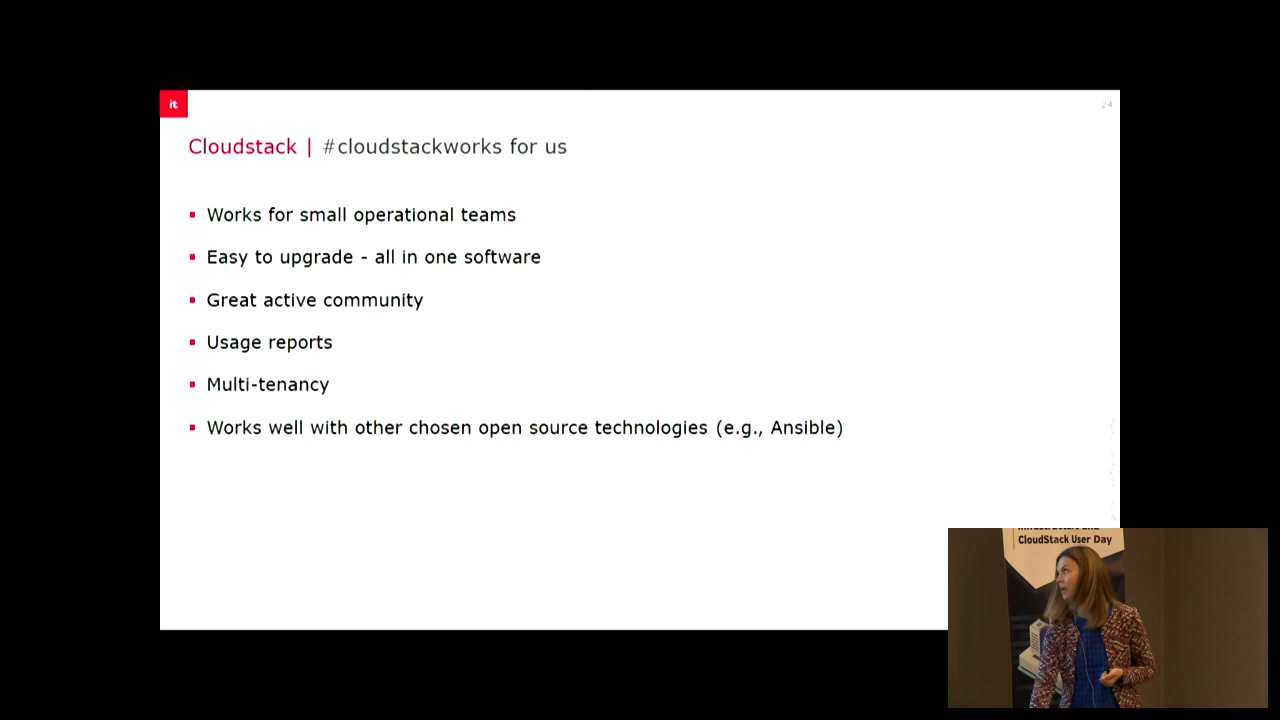 it
24
Cloudstack | #cloudstackworks for us
Works for small operational teams
Easy to upgrade - all in one software
Great active community
Usage reports
Multi-tenancy
Works well with other chosen open source technologies (e.g., Ansible)
CloudStack User Day